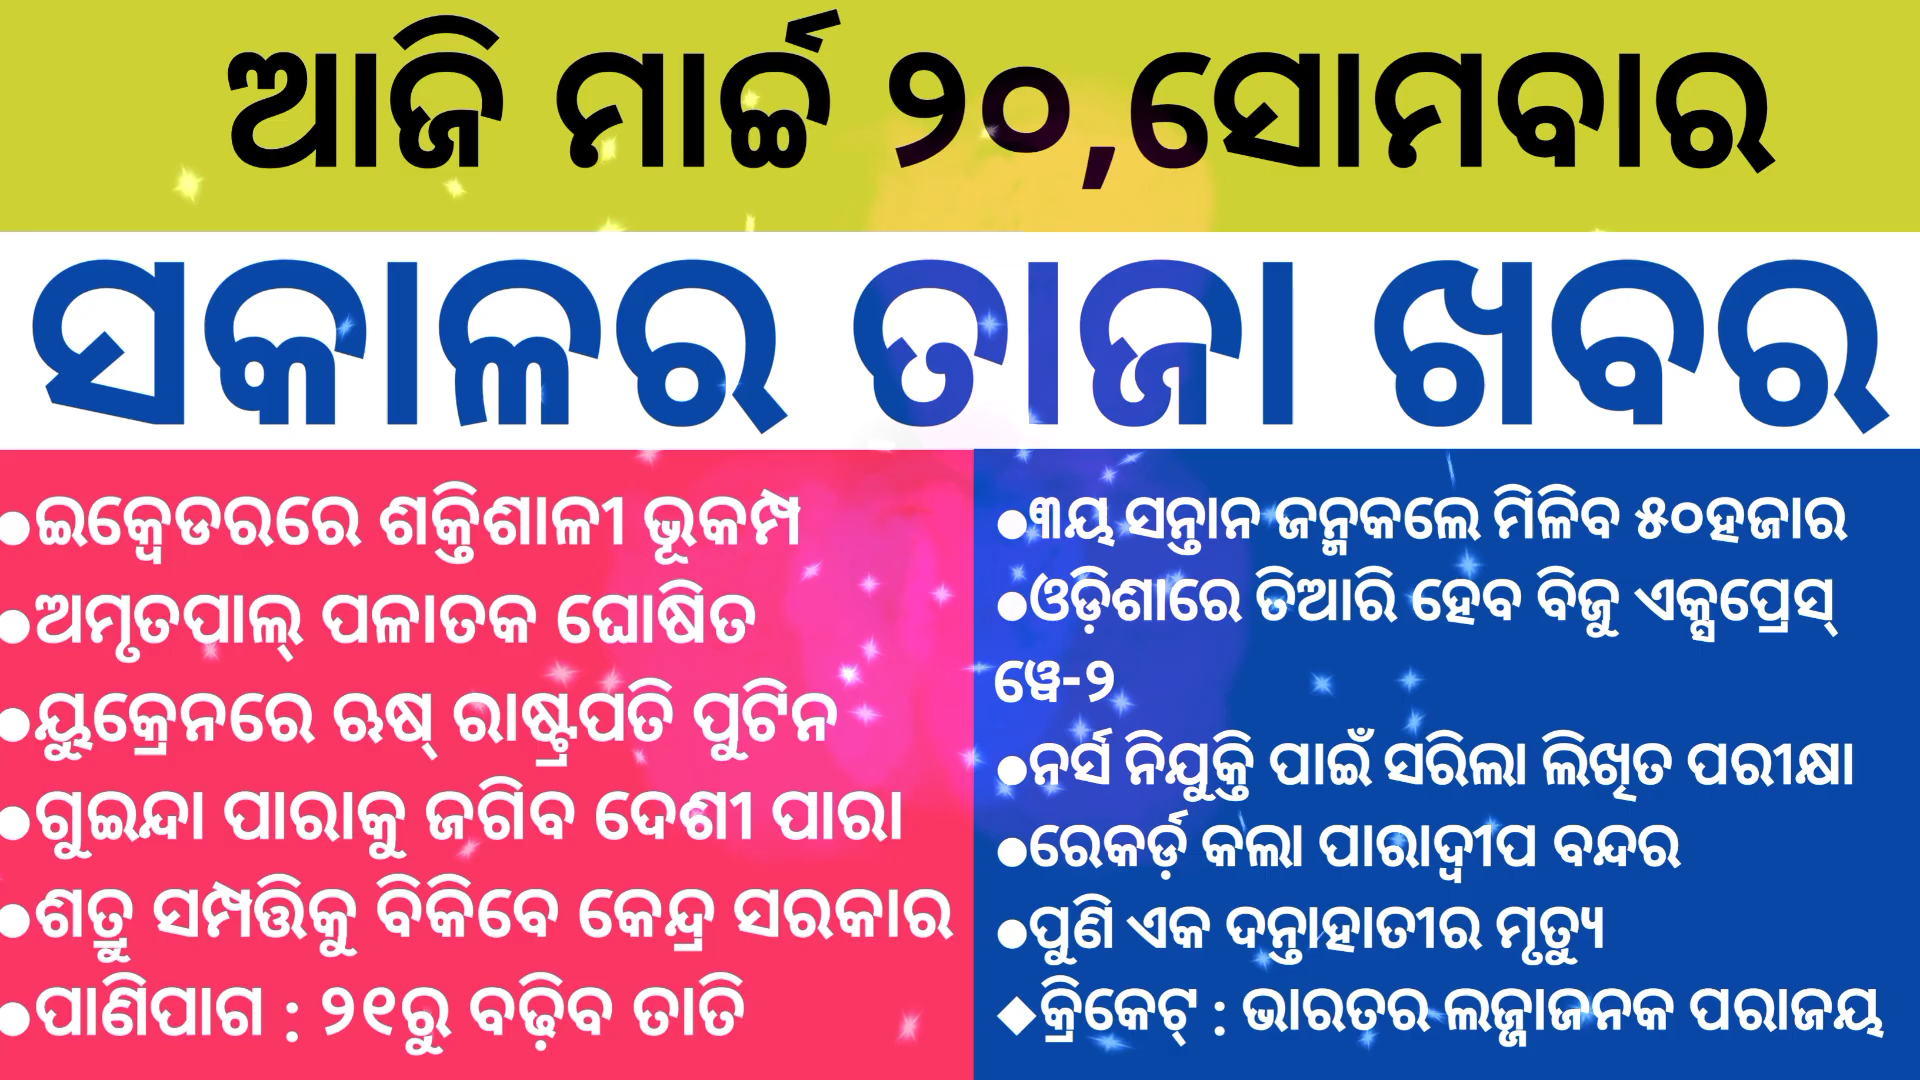 ଆଜି ମାର୍ଚ୍ଚ ୨୦,ସୋମବାର
ସକାଳର ତାଜା ଖବର
●ଇକ୍ୱେଡରରେ ଶକ୍ତିଶାଳୀ ଭୂକମ୍ପ
●ଅମୃତପାଲ୍ ପଳାତକ ଘୋଷିତ
●ୟୁକ୍ରେନରେ ଋଷ୍ ରାଷ୍ଟ୍ରପତି ପୁଟିନ
●ଗୁଇନ୍ଦା ପାରାକୁ ଜଗିବ ଦେଶୀ ପାରା
●ଶତ୍ରୁ ସମ୍ପତ୍ତିକୁ ବିକିବେ କେନ୍ଦ୍ର ସରକାର
●ପାଣିପାଗ : ୨୧ରୁ ବଢ଼ିବ ତାତି
●୩ୟ ସନ୍ତାନ ଜନ୍ମକଲେ ମିଳିବ ୫୦ହଜାର
●ଓଡ଼ିଶାରେ ତିଆରି ହେବ ବିଜୁ ଏକ୍ସପ୍ରେସ୍
ୱେ-୨
●ନର୍ସ ନିଯୁକ୍ତି ପାଇଁ ସରିଲା ଲିଖିତ ପରୀକ୍ଷା
●ରେକର୍ଡ଼ କଲା ପାରାଦ୍ୱୀପ ବନ୍ଦର
●ପୁଣି ଏକ ଦନ୍ତାହାତୀର ମୃତ୍ୟୁ
◆କ୍ରିକେଟ୍ : ଭାରତର ଲଜ୍ଜାଜନକ ପରାଜୟ